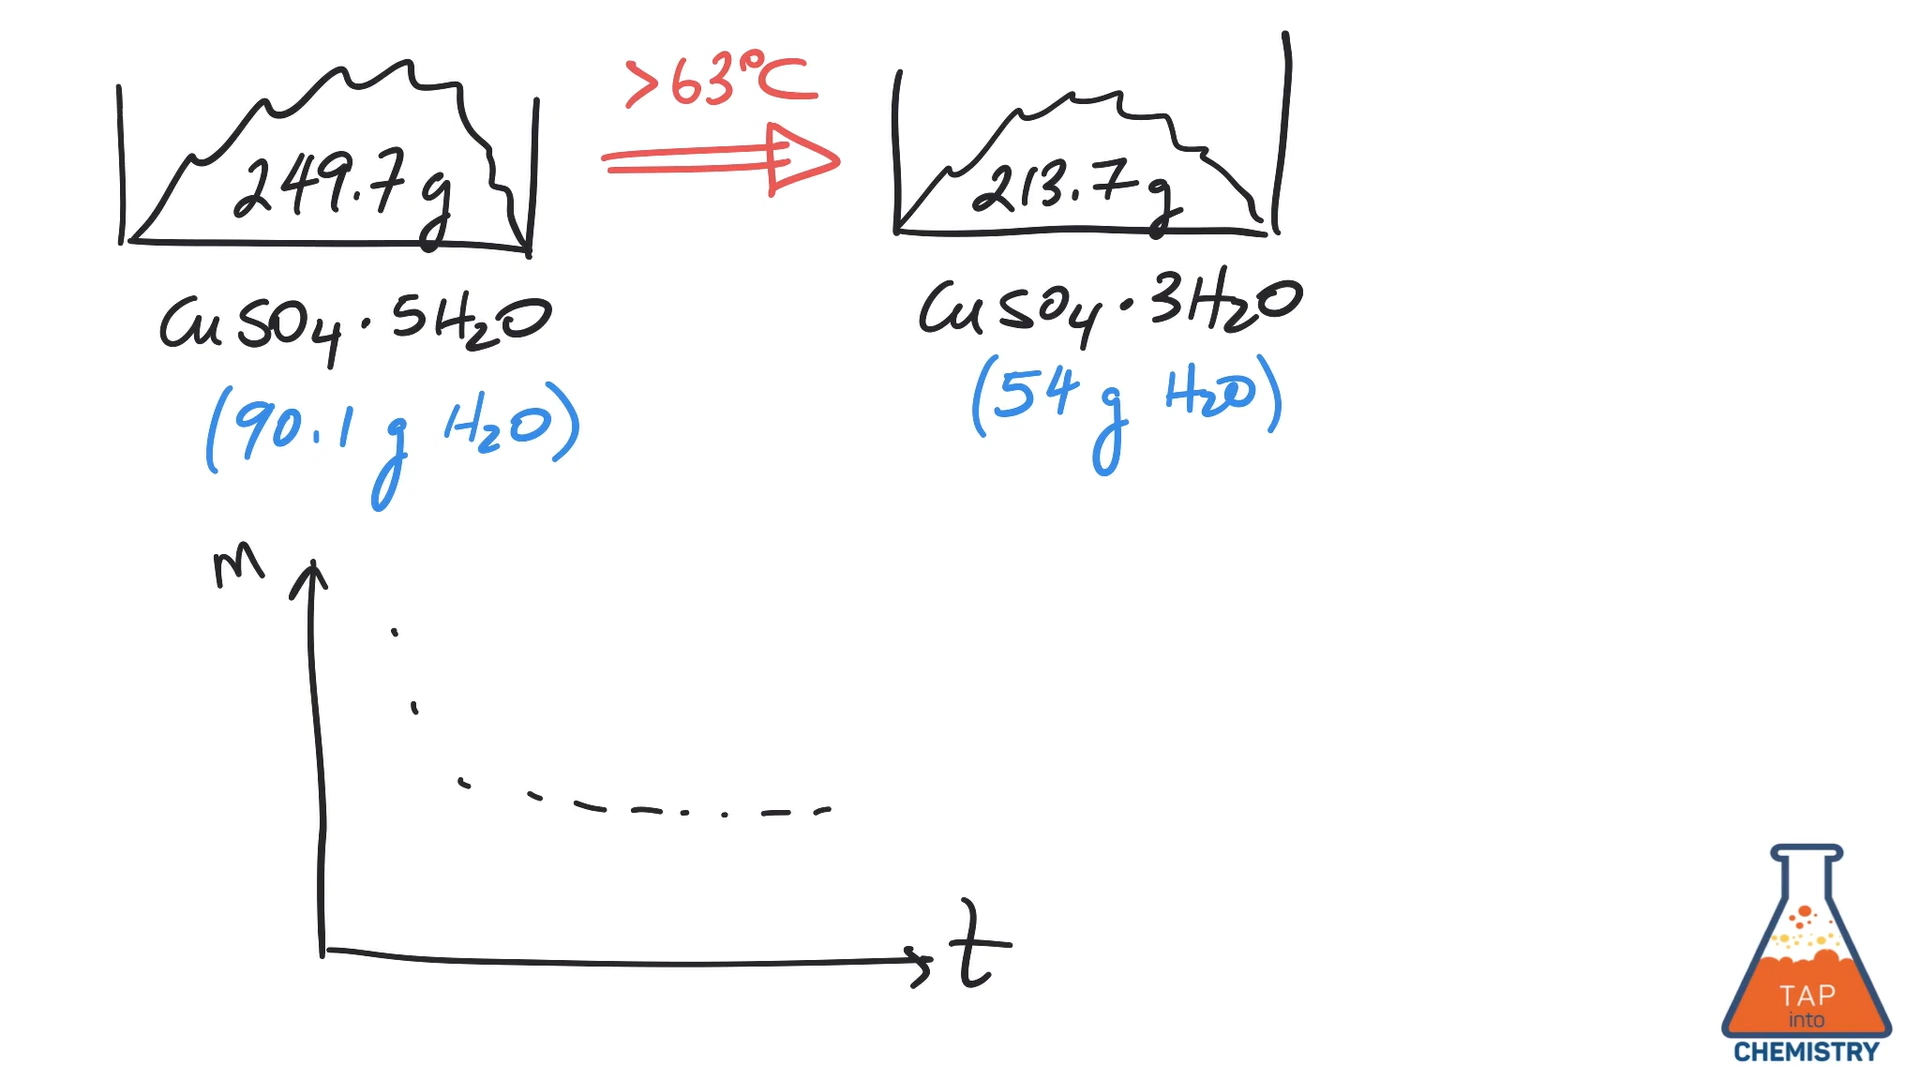 >63°C
249.7 g
213.7 g
CuSO₄·5H₂O
CuSO₄·3H₂O
(90.1 g H₂O)
(54 g H₂O)
m
t
TAP
into
CHEMISTRY